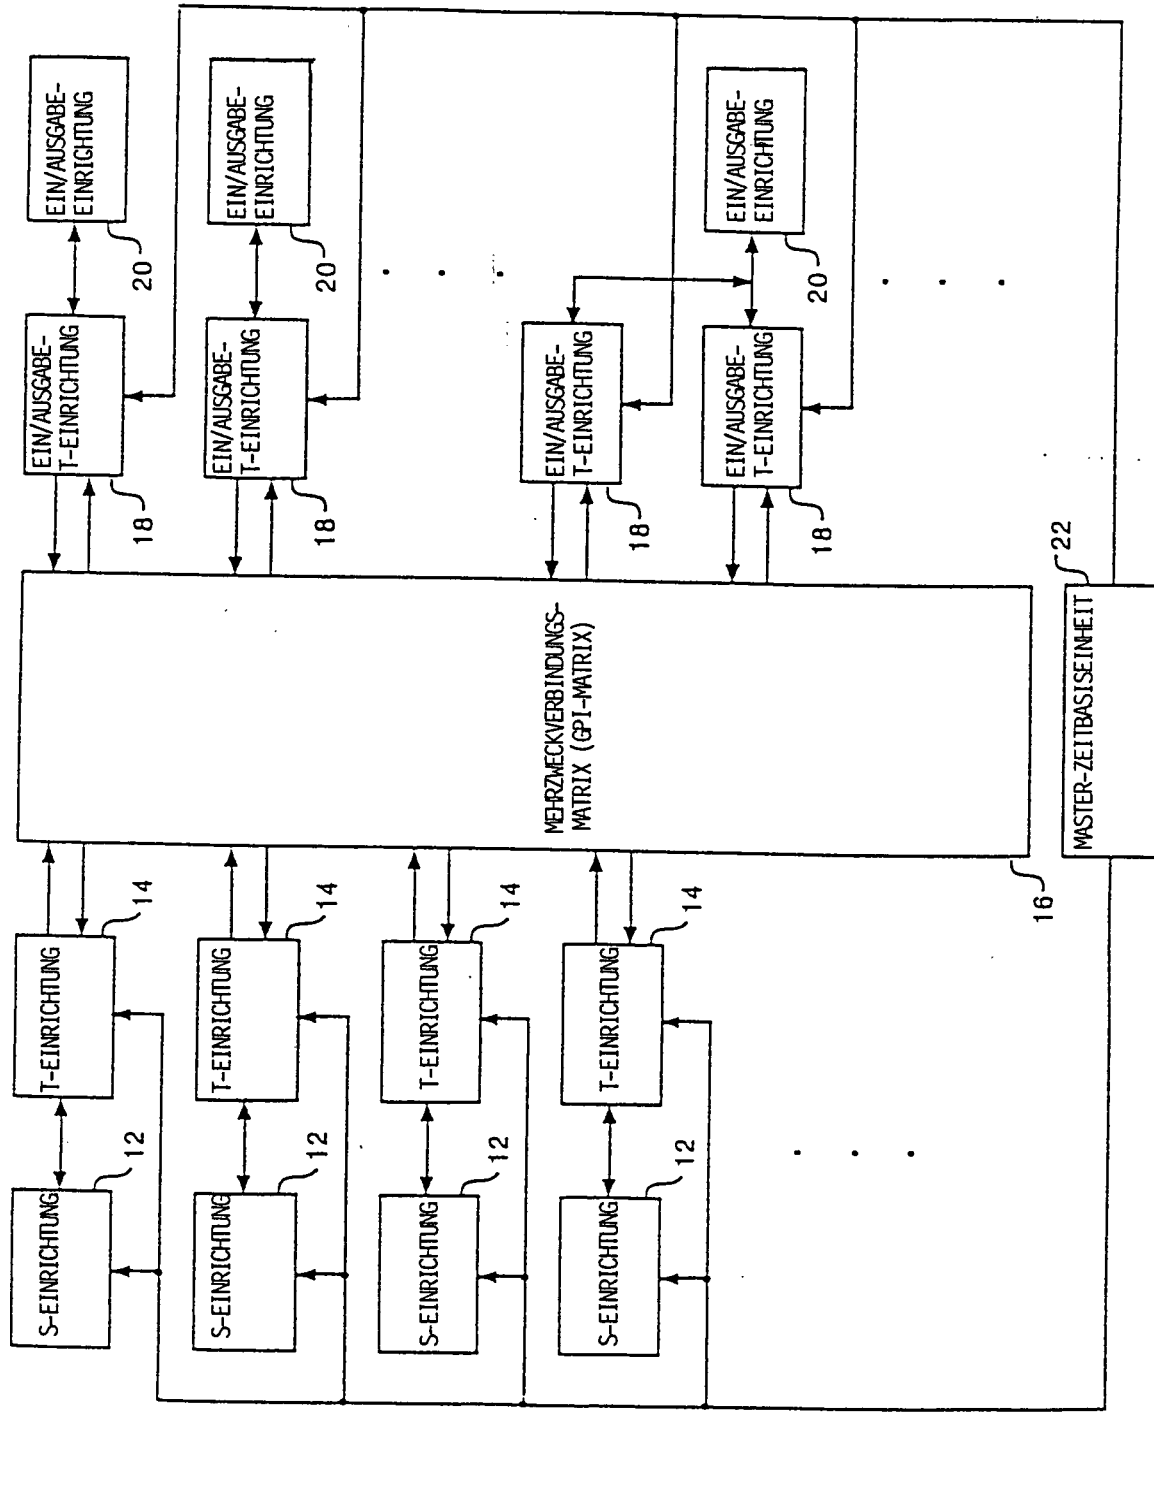 S-EINRICHTUNG
12
T-EINRICHTUNG
14
EIN/AUSGABE-
T-EINRICHTUNG
18
EIN/AUSGABE-
EINRICHTUNG
20
S-EINRICHTUNG
12
T-EINRICHTUNG
14
EIN/AUSGABE-
T-EINRICHTUNG
18
EIN/AUSGABE-
EINRICHTUNG
20
S-EINRICHTUNG
12
T-EINRICHTUNG
14
MEHRZWECKVERBINDUNGS-
MATRIX (GPI-MATRIX)
16
EIN/AUSGABE-
T-EINRICHTUNG
18
S-EINRICHTUNG
12
T-EINRICHTUNG
14
EIN/AUSGABE-
T-EINRICHTUNG
18
EIN/AUSGABE-
EINRICHTUNG
20
MASTER-ZEITBASISEINHEIT
22